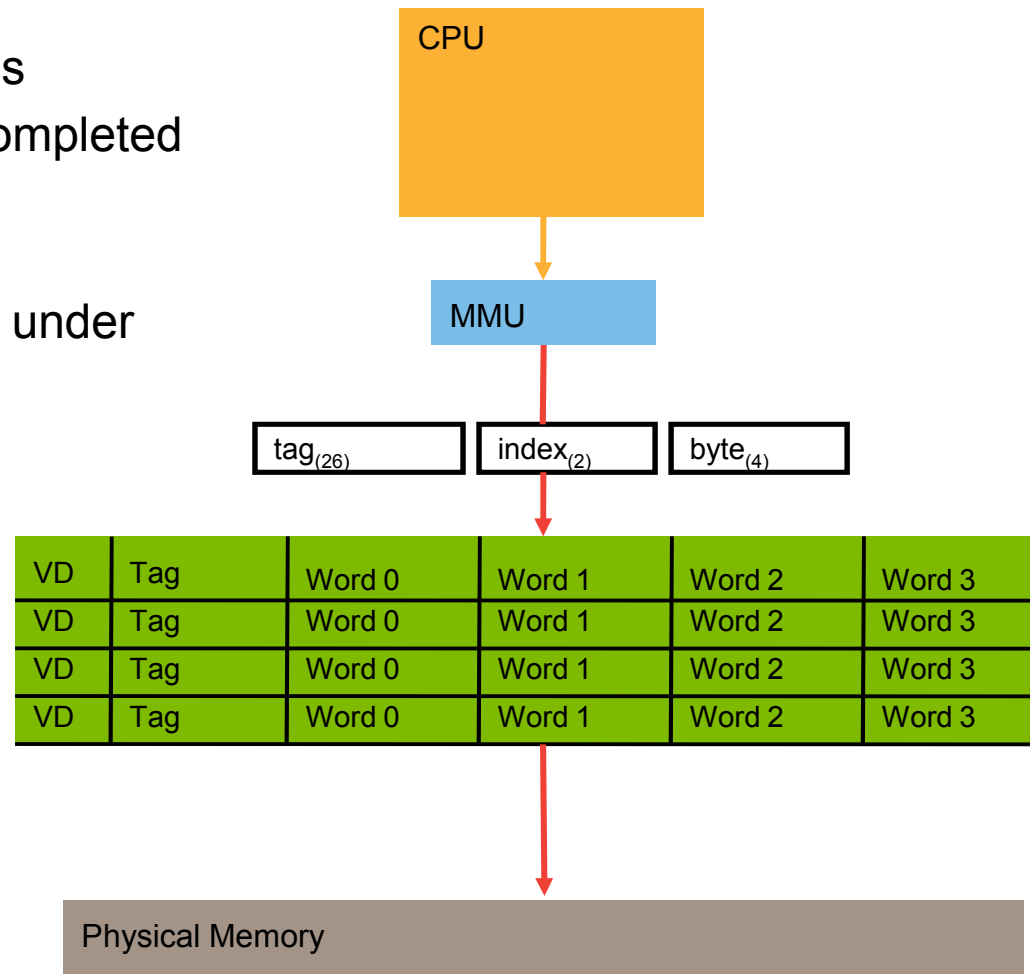 s
ompleted
under
CPU
MMU
tag(26) index(2) byte(4)
VD Tag Word 0 Word 1 Word 2 Word 3
VD Tag Word 0 Word 1 Word 2 Word 3
VD Tag Word 0 Word 1 Word 2 Word 3
VD Tag Word 0 Word 1 Word 2 Word 3
Physical Memory